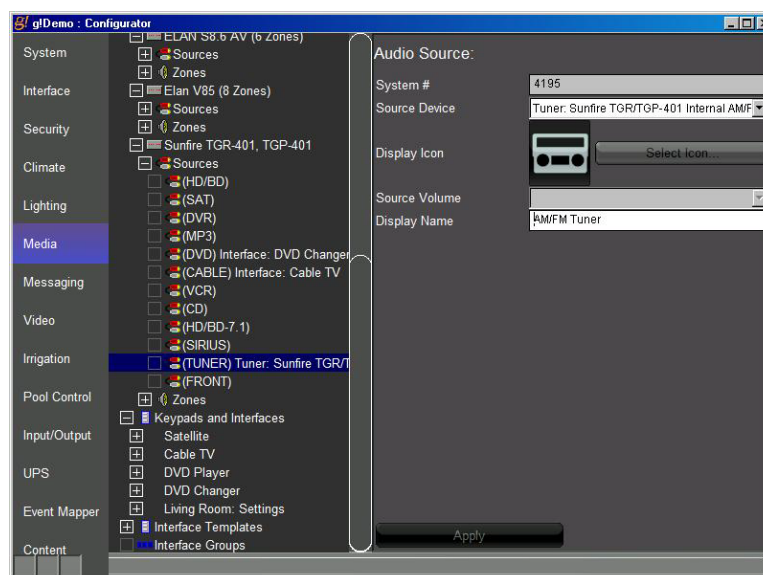 g! g!Demo : Configurator
System
Interface
Security
Climate
Lighting
Media
Messaging
Video
Irrigation
Pool Control
Input/Output
UPS
Event Mapper
Content
ELAN S8.6 AV (6 Zones)
Sources
Zones
Elan V85 (8 Zones)
Sources
Zones
Sunfire TGR-401, TGP-401
Sources
(HD/BD)
(SAT)
(DVR)
(MP3)
(DVD) Interface: DVD Changer
(CABLE) Interface: Cable TV
(VCR)
(CD)
(HD/BD-7.1)
(SIRIUS)
(TUNER) Tuner: Sunfire TGR/T
(FRONT)
Zones
Keypads and Interfaces
Satellite
Cable TV
DVD Player
DVD Changer
Living Room: Settings
Interface Templates
Interface Groups
Audio Source:
System # 4195
Source Device Tuner: Sunfire TGR/TGP-401 Internal AM/F
Display Icon Select Icon...
Source Volume
Display Name AM/FM Tuner
Apply